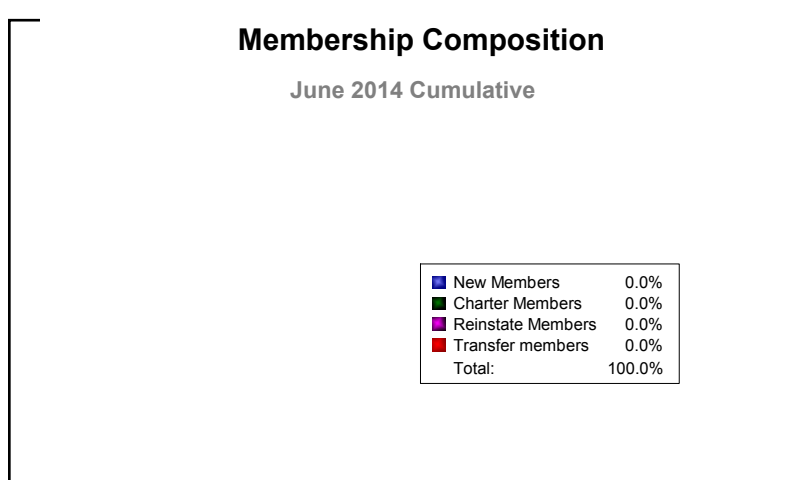 Membership Composition
June 2014 Cumulative
New Members 0.0%
Charter Members 0.0%
Reinstate Members 0.0%
Transfer members 0.0%
Total: 100.0%